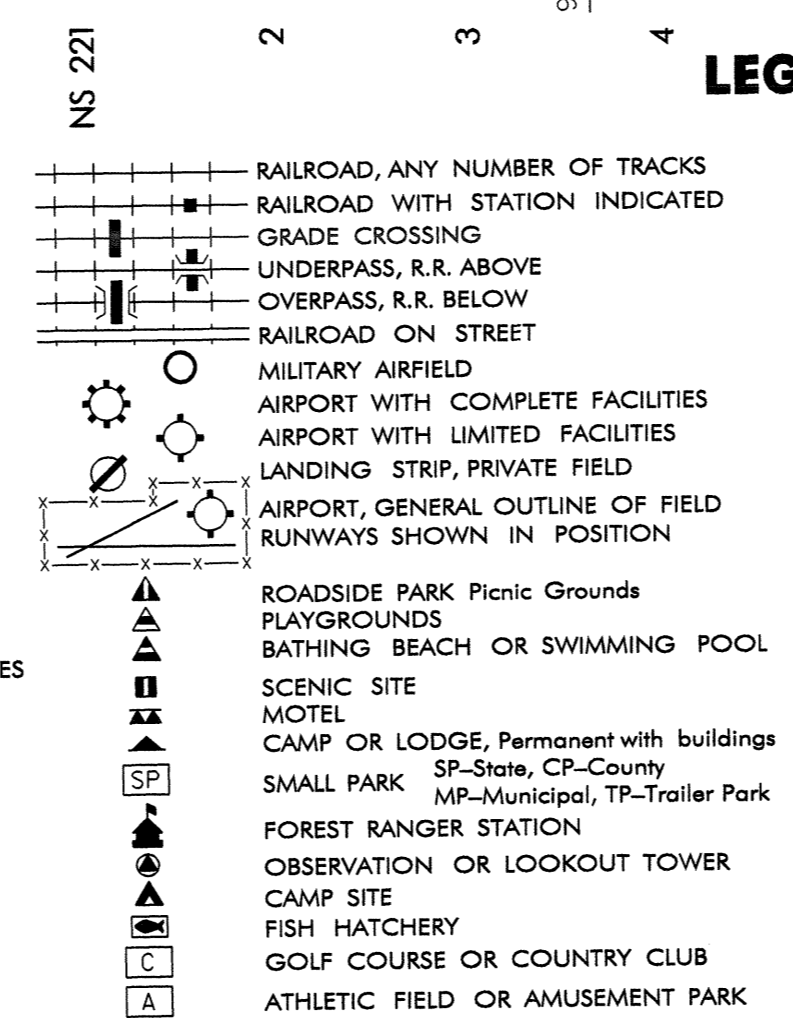 NS 221
2
3
4
LEG
RAILROAD, ANY NUMBER OF TRACKS
RAILROAD WITH STATION INDICATED
GRADE CROSSING
UNDERPASS, R.R. ABOVE
OVERPASS, R.R. BELOW
RAILROAD ON STREET
MILITARY AIRFIELD
AIRPORT WITH COMPLETE FACILITIES
AIRPORT WITH LIMITED FACILITIES
LANDING STRIP, PRIVATE FIELD
AIRPORT, GENERAL OUTLINE OF FIELD
RUNWAYS SHOWN IN POSITION
ROADSIDE PARK Picnic Grounds
PLAYGROUNDS
BATHING BEACH OR SWIMMING POOL
ES
SCENIC SITE
MOTEL
CAMP OR LODGE, Permanent with buildings
SP SMALL PARK SP–State, CP–County
MP–Municipal, TP–Trailer Park
FOREST RANGER STATION
OBSERVATION OR LOOKOUT TOWER
CAMP SITE
FISH HATCHERY
C GOLF COURSE OR COUNTRY CLUB
A ATHLETIC FIELD OR AMUSEMENT PARK